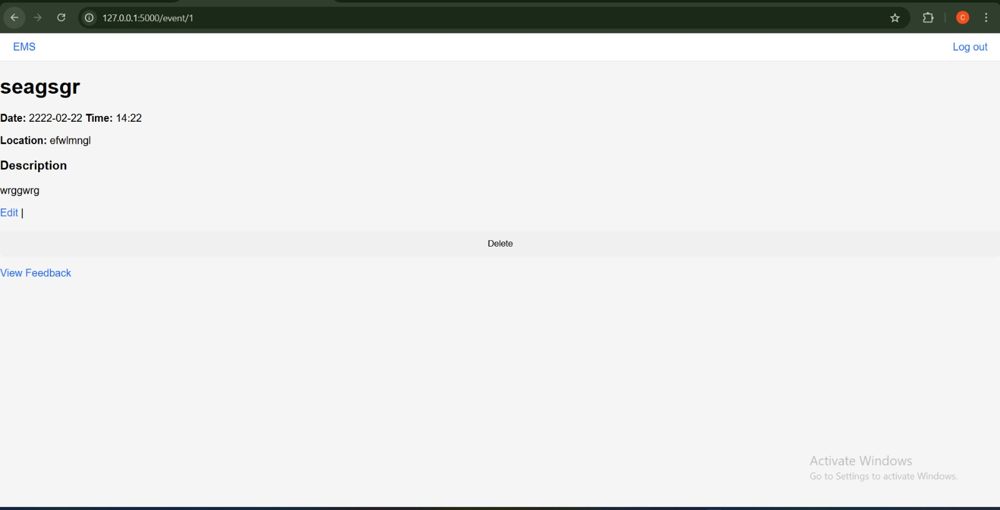 127.0.0.1:5000/event/1
C
EMS
Log out
seagsgr
Date: 2222-02-22 Time: 14:22
Location: efwlmngl
Description
wrggwrg
Edit |
Delete
View Feedback
Activate Windows
Go to Settings to activate Windows.